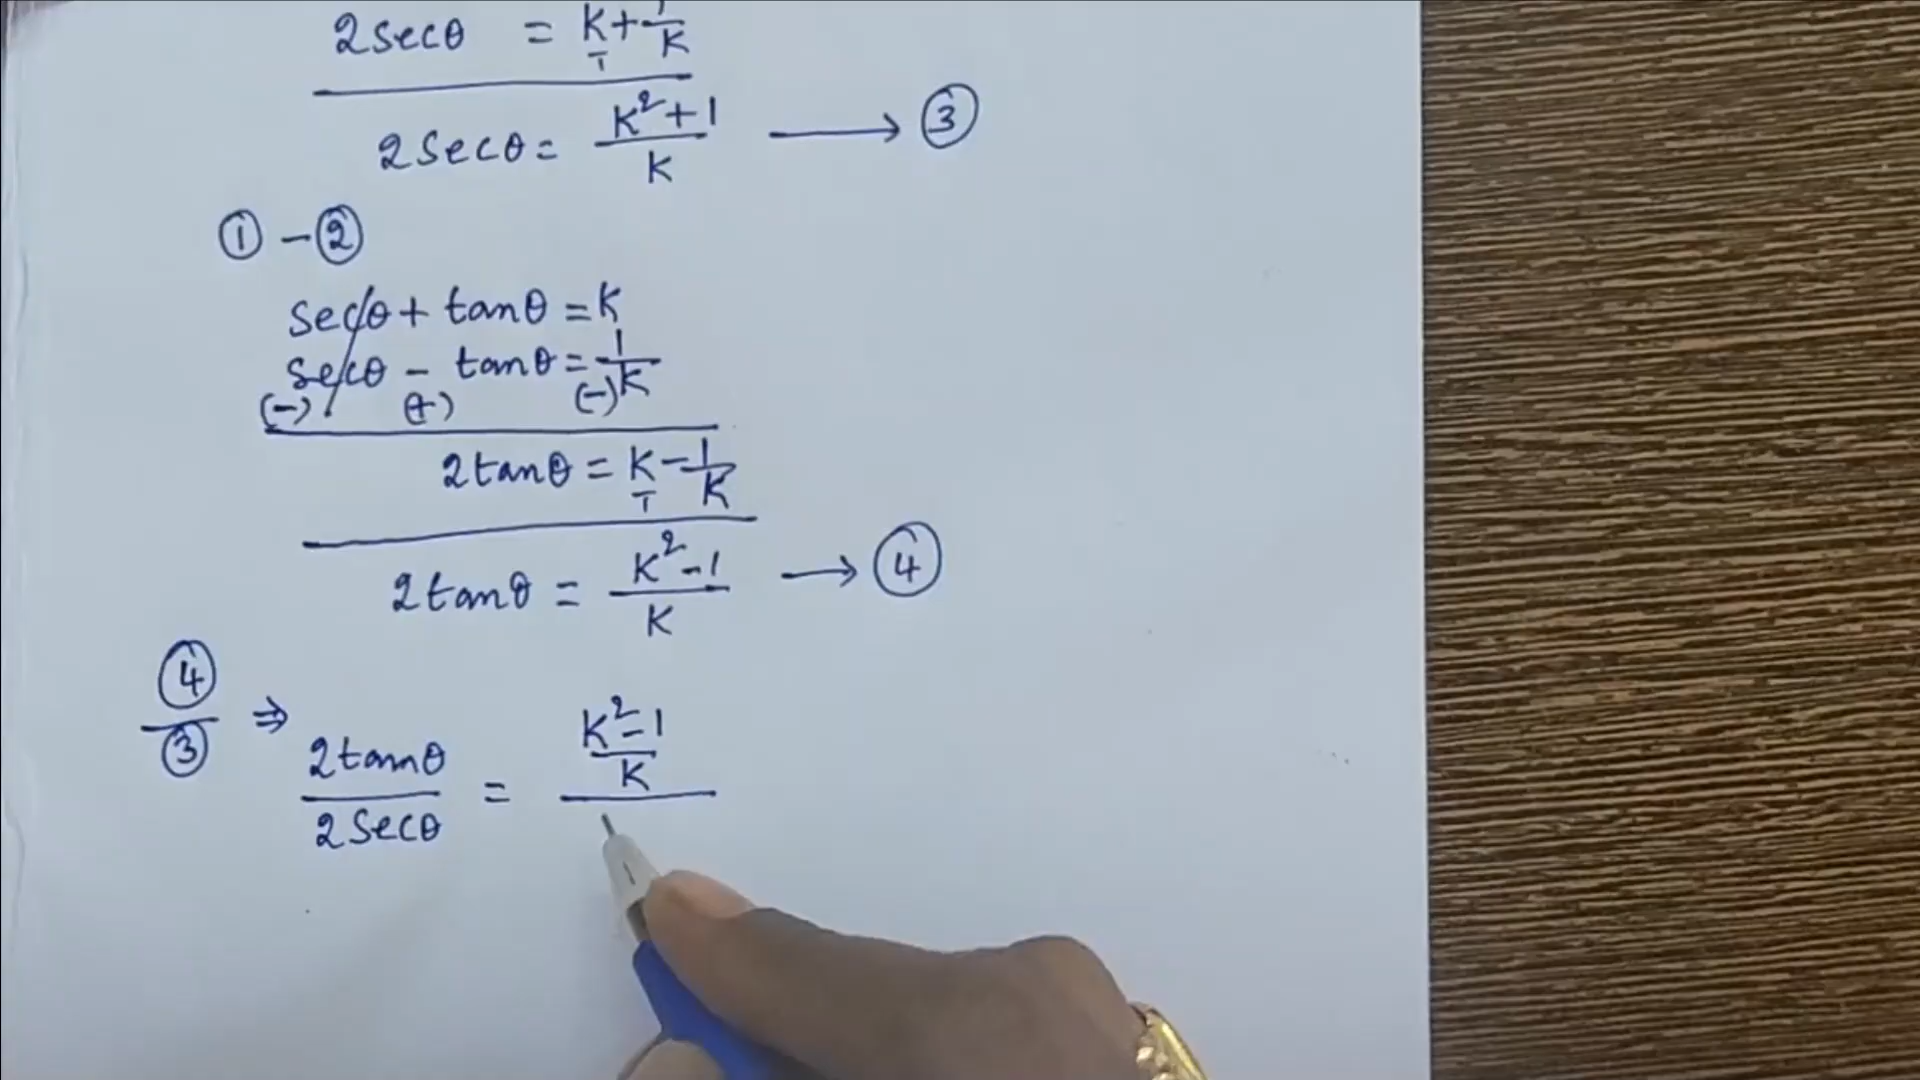 2secθ = K+1/K
T
2secθ = K²+1/K → ③
① - ②
secθ + tanθ = K
secθ - tanθ = 1/K
(-) (+) (-)
2tanθ = K - 1/K
T
2tanθ = K²-1/K → ④
④/③ ⇒ 2tanθ/2secθ = K²-1/K